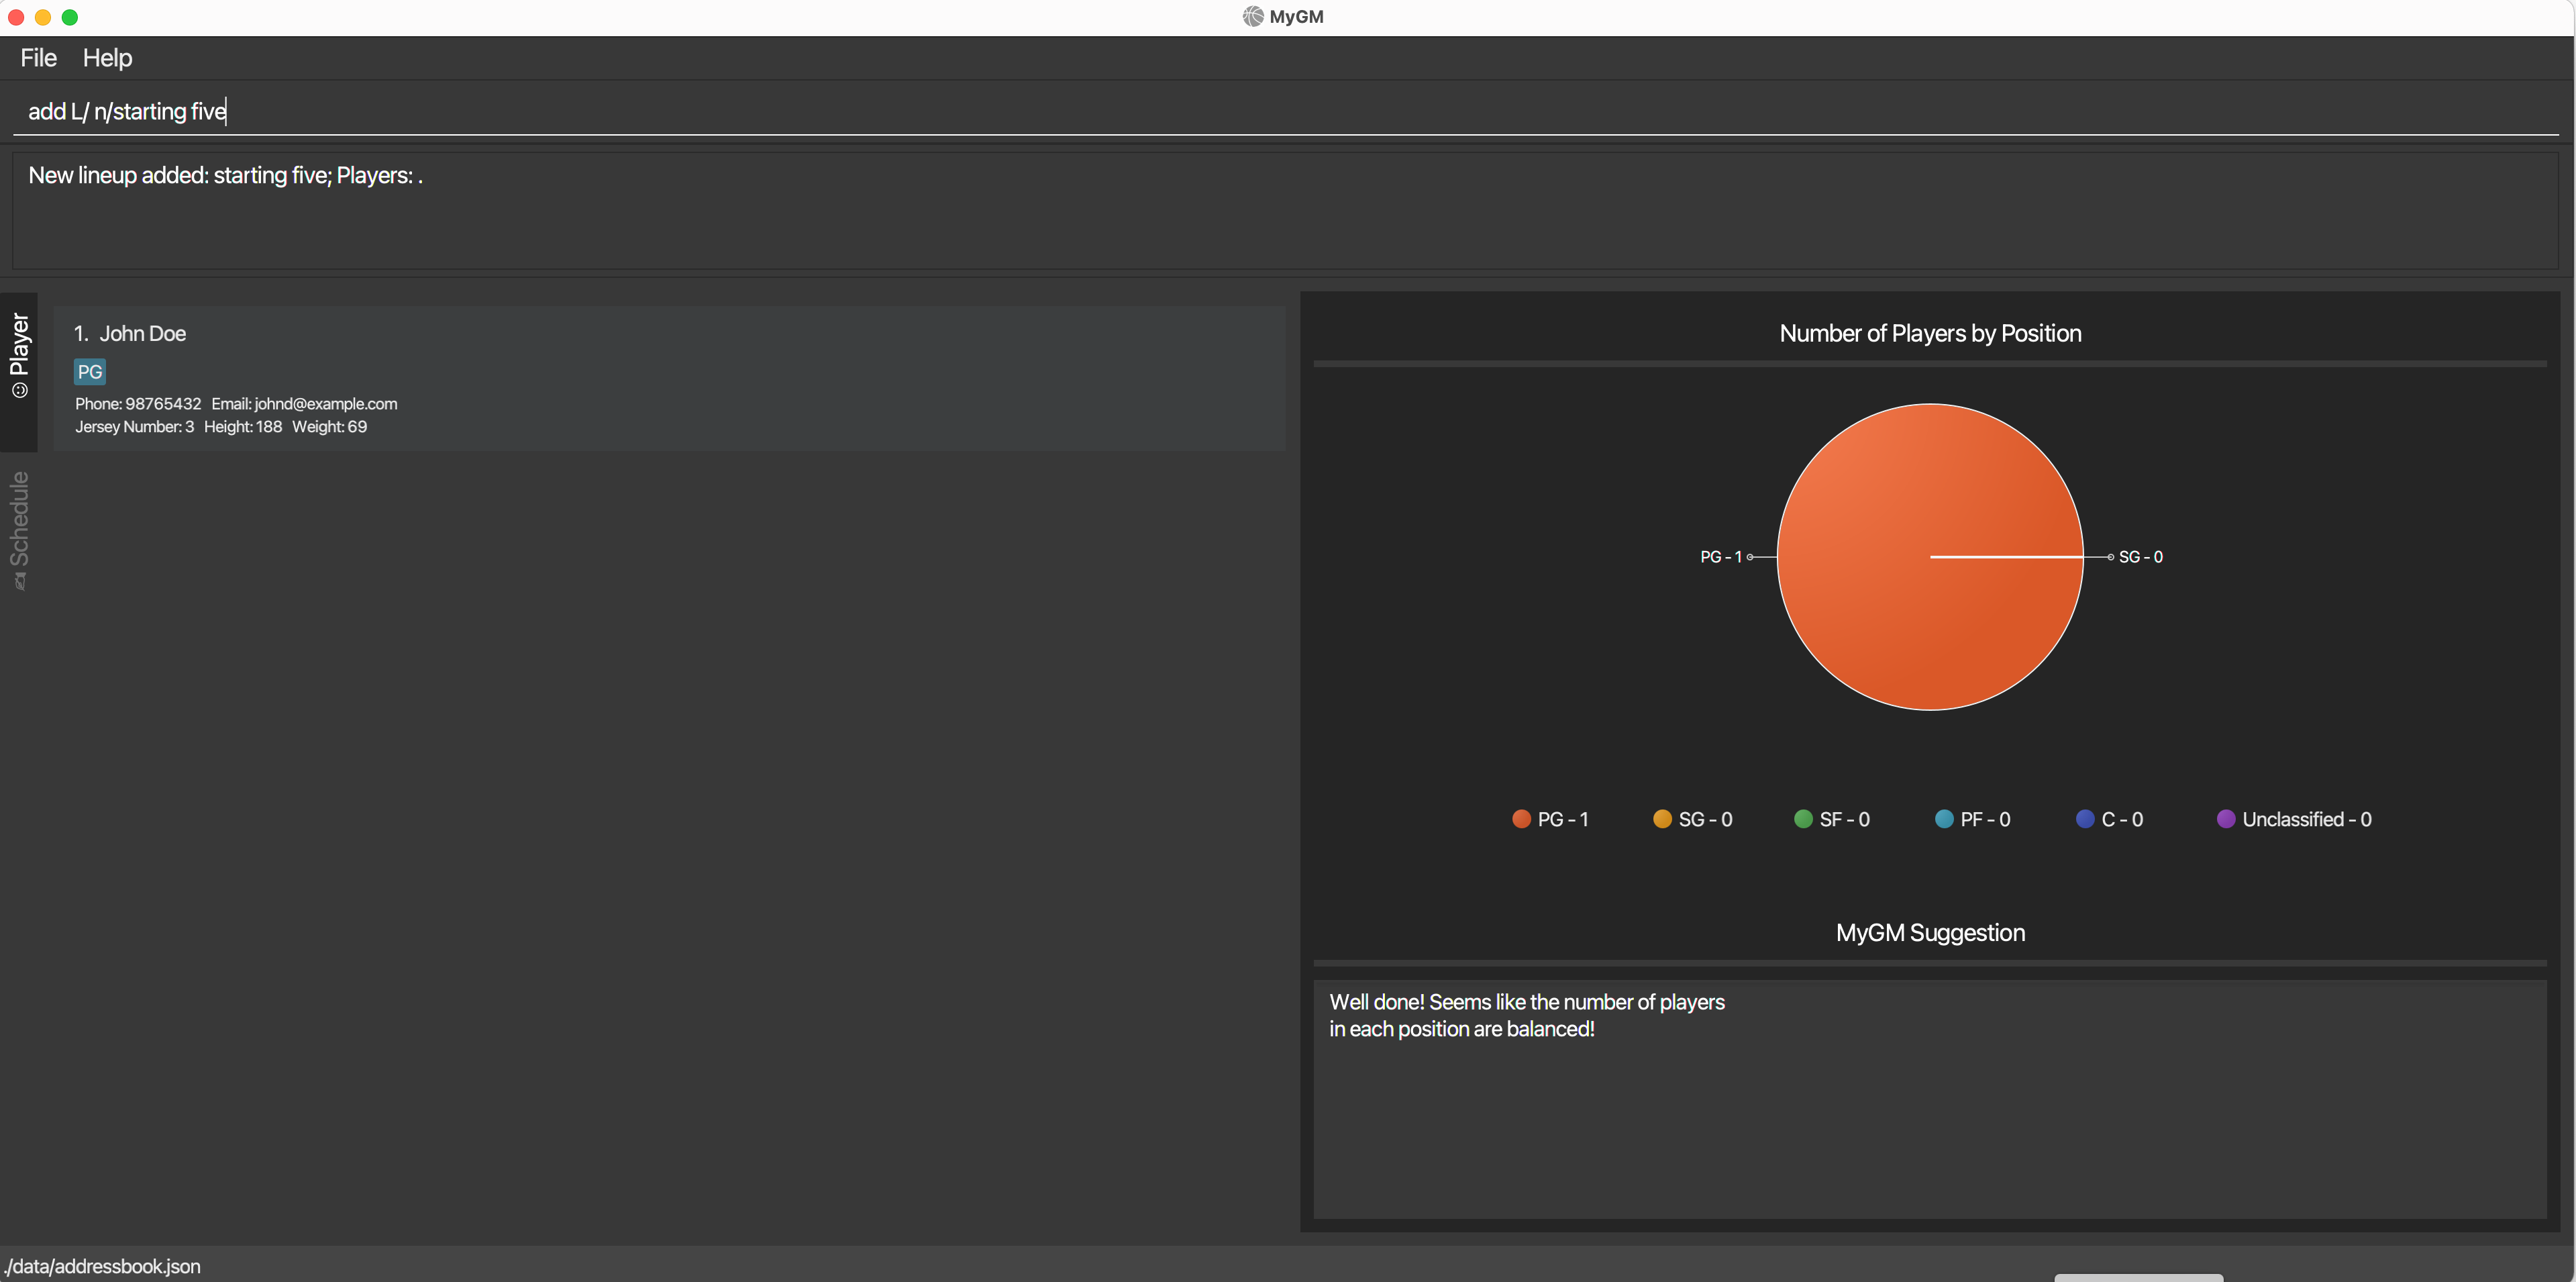 MyGM
File Help
add L/ n/starting five
New lineup added: starting five; Players: .
Player
Schedule
1. John Doe
PG
Phone: 98765432 Email: johnd@example.com
Jersey Number: 3 Height: 188 Weight: 69
Number of Players by Position
PG - 1
SG - 0
PG - 1 SG - 0 SF - 0 PF - 0 C - 0 Unclassified - 0
MyGM Suggestion
Well done! Seems like the number of players
in each position are balanced!
./data/addressbook.json